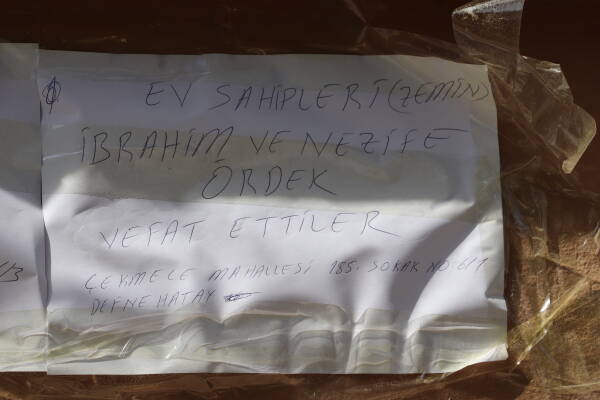 EV SAHİPLERİ (ZEMİN)
İBRAHİM VE NEZİFE
ÖRDEK
VEFAT ETTİLER
ÇEKMECE MAHALLESİ 185. SOKAK NO:6/1
DEFNE HATAY
/3